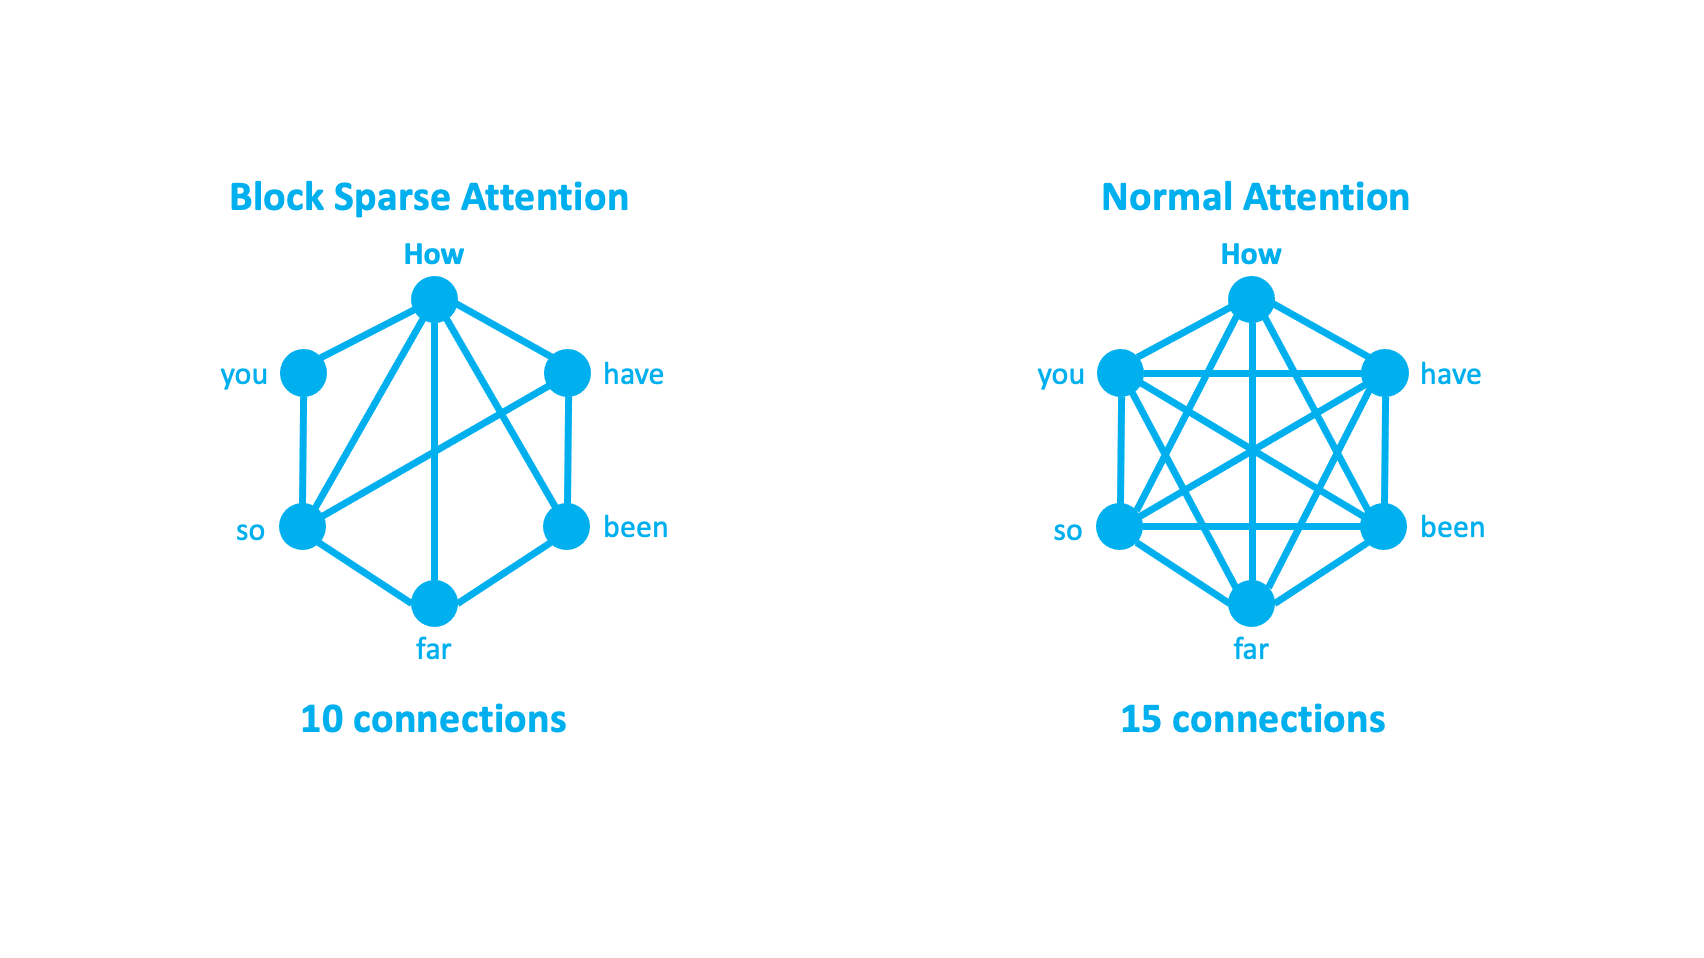 Block Sparse Attention
How
you
have
so
been
far
10 connections
Normal Attention
How
you
have
so
been
far
15 connections